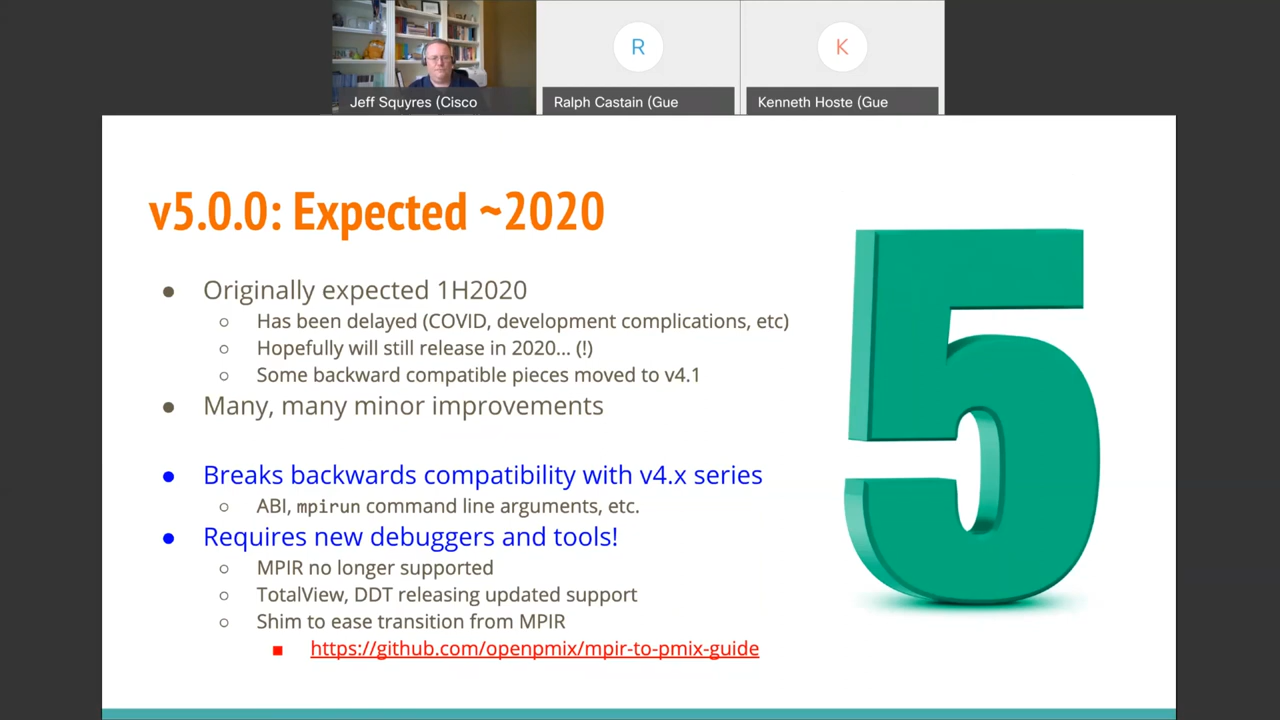 R
K
Jeff Squyres (Cisco
Ralph Castain (Gue
Kenneth Hoste (Gue
v5.0.0: Expected ~2020
● Originally expected 1H2020
○ Has been delayed (COVID, development complications, etc)
○ Hopefully will still release in 2020... (!)
○ Some backward compatible pieces moved to v4.1
● Many, many minor improvements
● Breaks backwards compatibility with v4.x series
○ ABI, mpirun command line arguments, etc.
● Requires new debuggers and tools!
○ MPIR no longer supported
○ TotalView, DDT releasing updated support
○ Shim to ease transition from MPIR
■ https://github.com/openpmix/mpir-to-pmix-guide
5